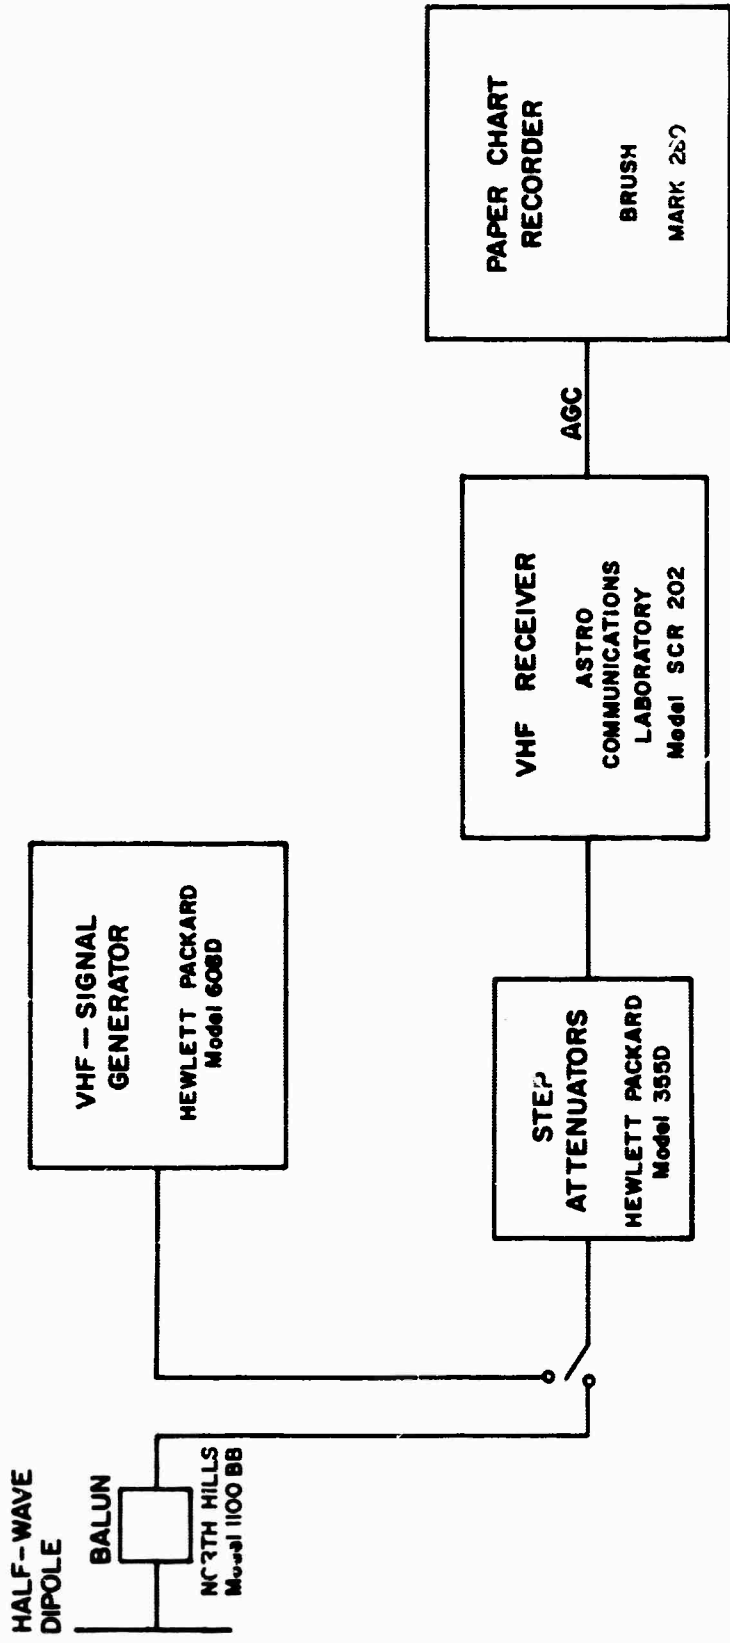 HALF-WAVE
DIPOLE
BALUN
NORTH HILLS
Model 1100 BB
VHF - SIGNAL
GENERATOR
HEWLETT PACKARD
Model 608D
STEP
ATTENUATORS
HEWLETT PACKARD
Model 355D
VHF RECEIVER
ASTRO
COMMUNICATIONS
LABORATORY
Model SCR 202
AGC
PAPER CHART
RECORDER
BRUSH
MARK